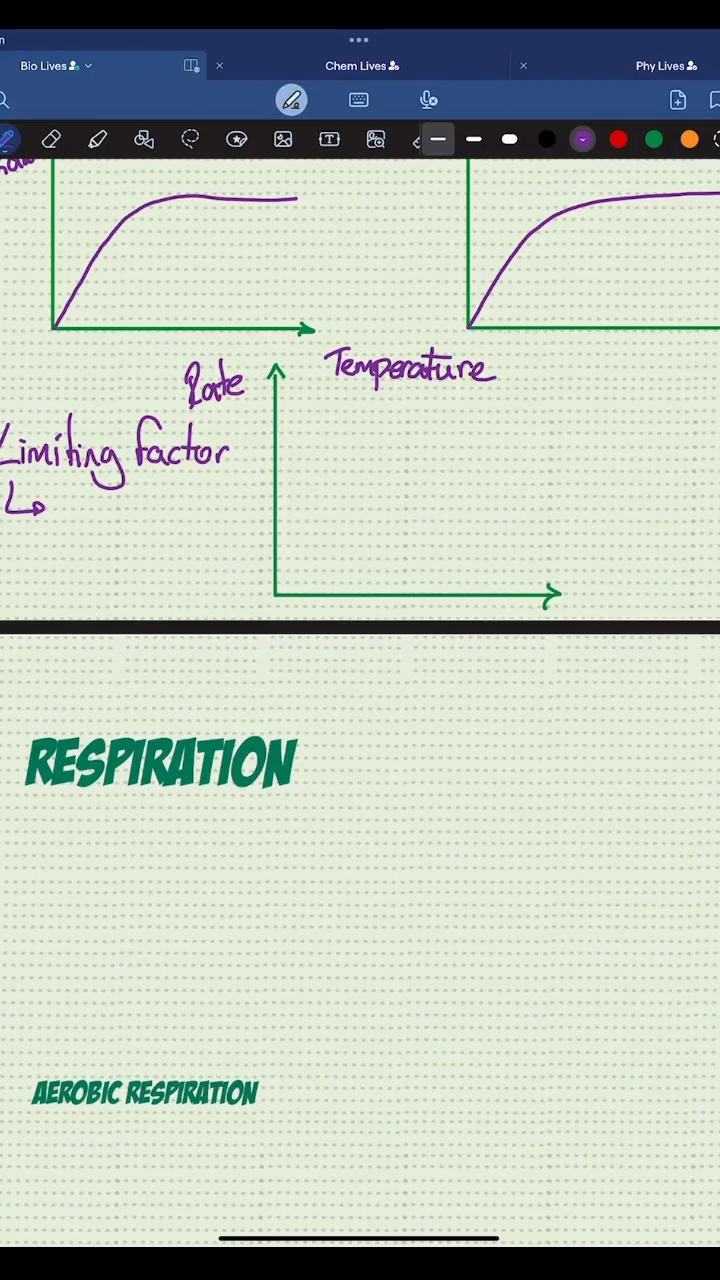 Bio Lives
Chem Lives
Phy Lives
Rate
Temperature
Limiting factor
RESPIRATION
AEROBIC RESPIRATION